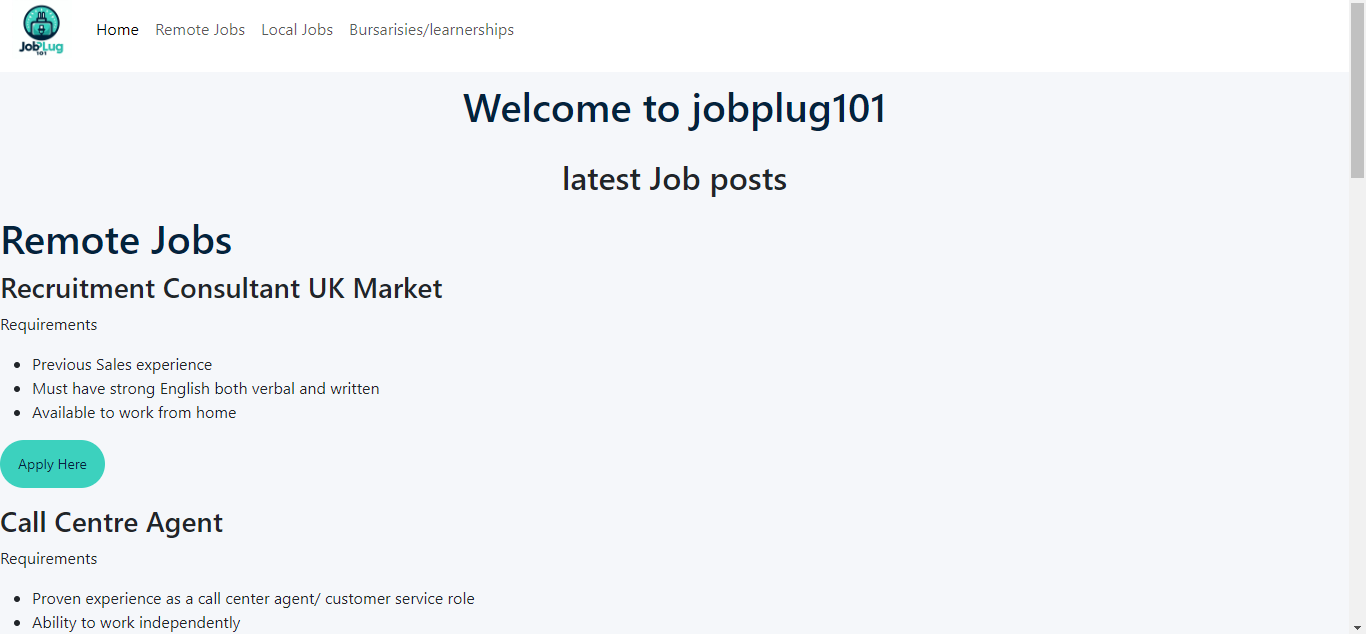 JobPlug
101
Home Remote Jobs Local Jobs Bursarisies/learnerships
Welcome to jobplug101
latest Job posts
Remote Jobs
Recruitment Consultant UK Market
Requirements
Previous Sales experience
Must have strong English both verbal and written
Available to work from home
Apply Here
Call Centre Agent
Requirements
Proven experience as a call center agent/ customer service role
Ability to work independently